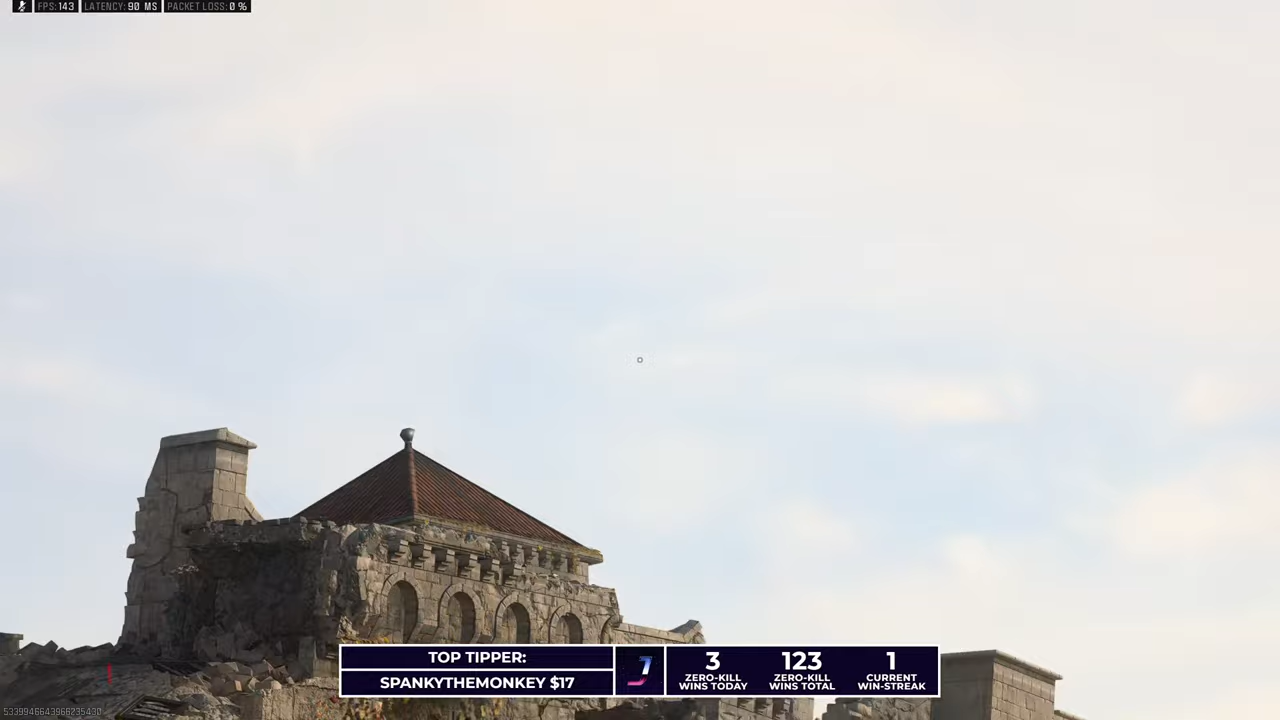 FPS: 143 LATENCY: 90 MS PACKET LOSS: 0 %
TOP TIPPER:
SPANKYTHEMONKEY $17
J
3
ZERO-KILL
WINS TODAY
123
ZERO-KILL
WINS TOTAL
1
CURRENT
WIN-STREAK
5339946643966235430